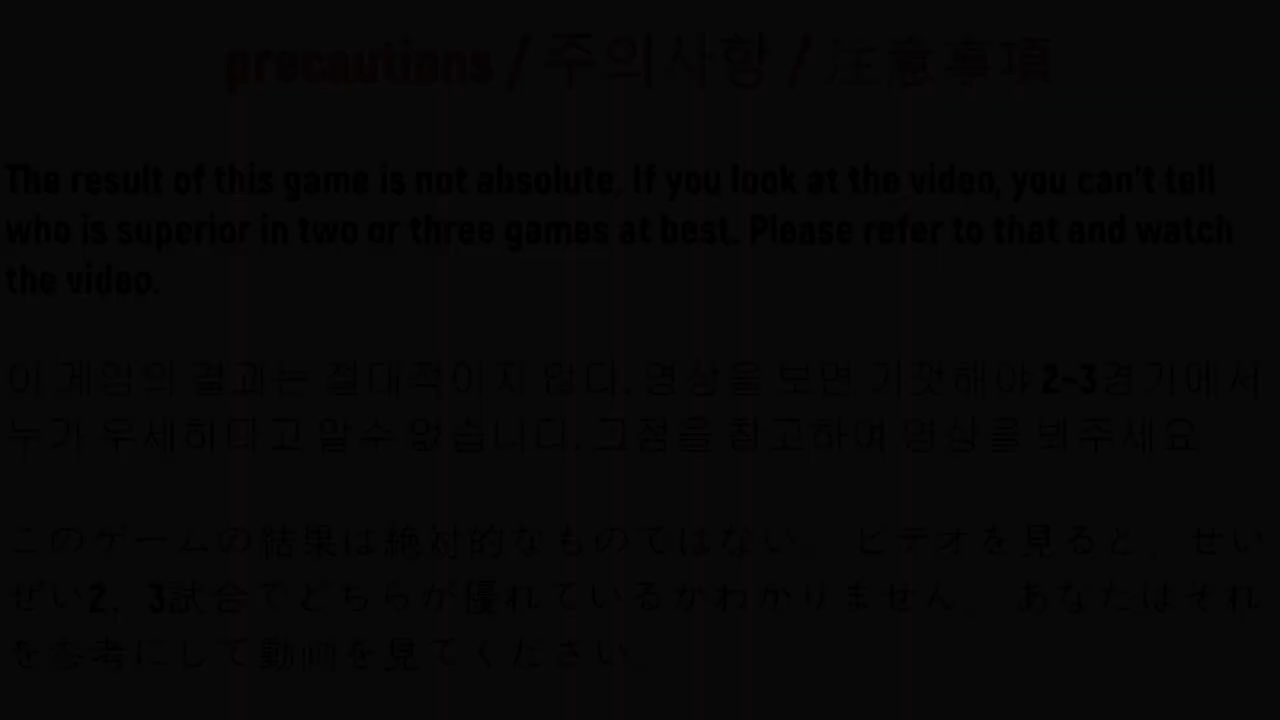 precautions / 주의사항 / 注意事項
The result of this game is not absolute. If you look at the video, you can't tell
who is superior in two or three games at best. Please refer to that and watch
the video.
이 게임의 결과는 절대적이지 않다. 영상을 보면 기껏해야 2-3경기에서
누가 우세하다고 알수 없습니다. 그점을 참고하여 영상을 봐주세요
このゲームの結果は絶対的なものではない。 ビデオを見ると、せい
ぜい2、3試合でどちらが優れているかわかりません。 あなたはそれ
を参考にして動画を見てください